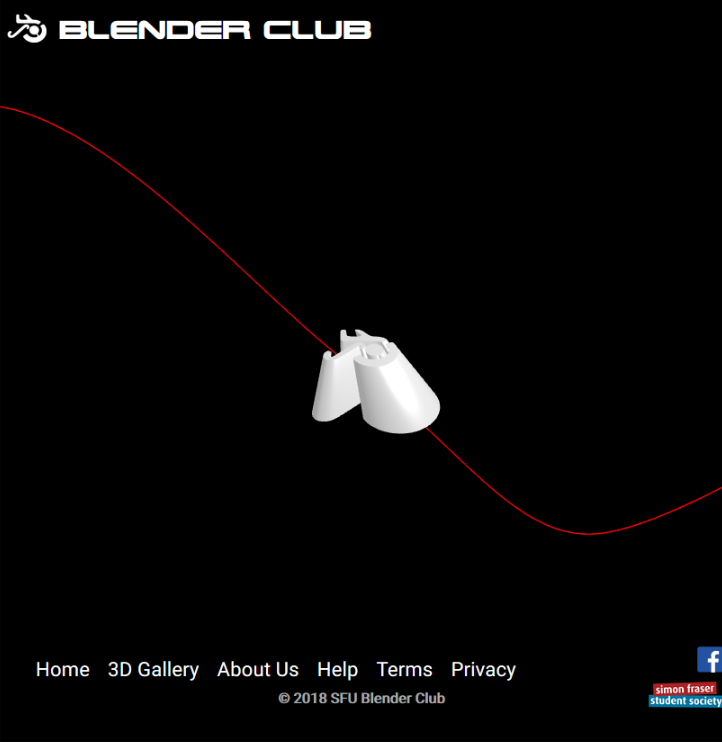 BLENDER CLUB
Home 3D Gallery About Us Help Terms Privacy
© 2018 SFU Blender Club
f
simon fraser
student society